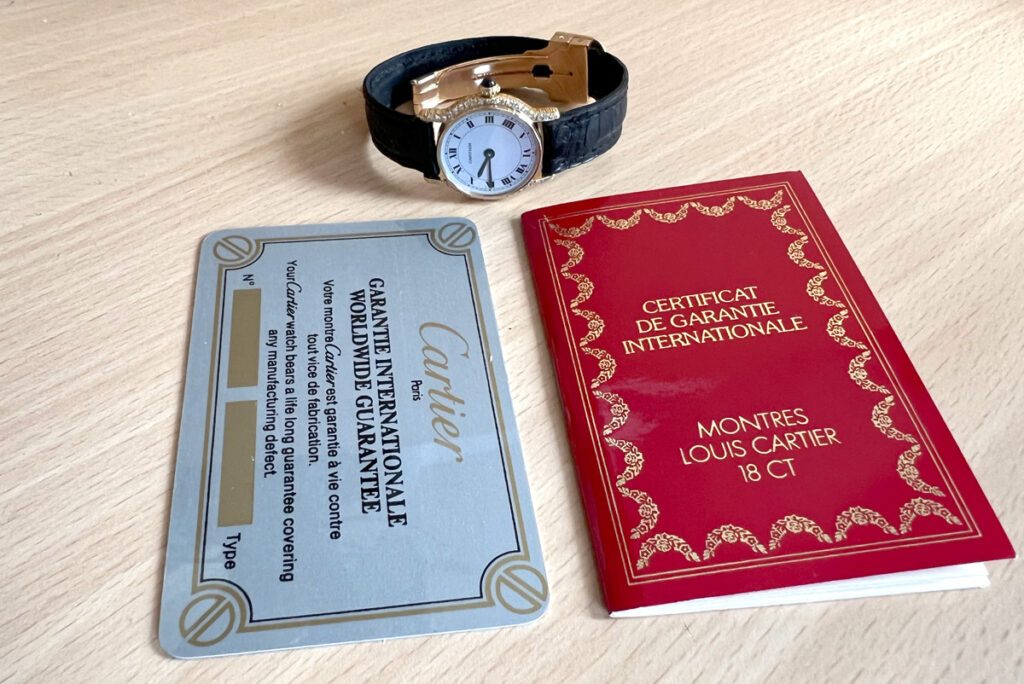 Cartier
Paris
GARANTIE INTERNATIONALE
WORLDWIDE GUARANTEE
Votre montre Cartier est garantie à vie contre
tout vice de fabrication.
Your Cartier watch bears a life long guarantee covering
any manufacturing defect.
N° Type
CERTIFICAT
DE GARANTIE
INTERNATIONALE
MONTRES
LOUIS CARTIER
18 CT